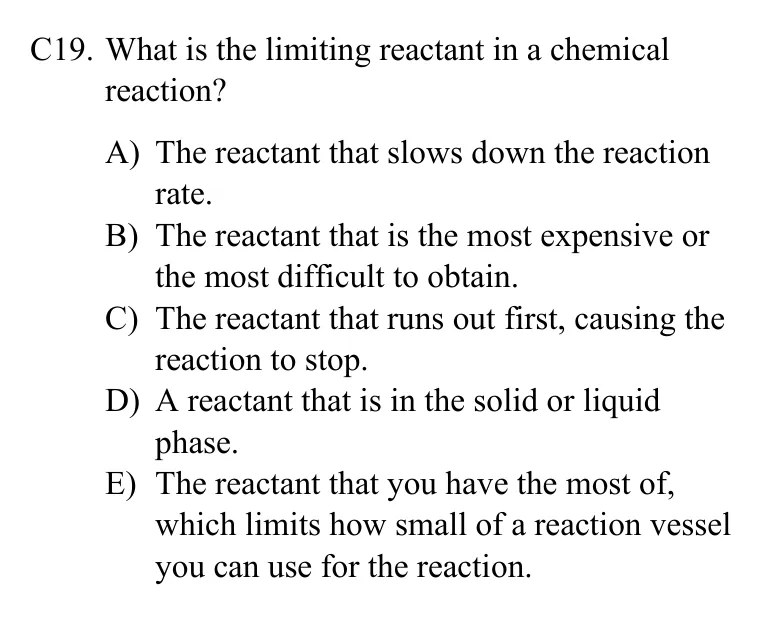 C19. What is the limiting reactant in a chemical
reaction?
A) The reactant that slows down the reaction
rate.
B) The reactant that is the most expensive or
the most difficult to obtain.
C) The reactant that runs out first, causing the
reaction to stop.
D) A reactant that is in the solid or liquid
phase.
E) The reactant that you have the most of,
which limits how small of a reaction vessel
you can use for the reaction.